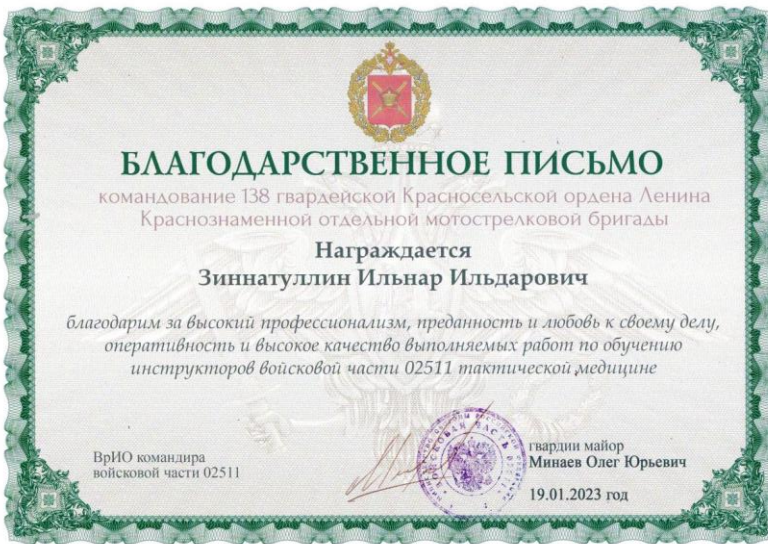 БЛАГОДАРСТВЕННОЕ ПИСЬМО
командование 138 гвардейской Красносельской ордена Ленина
Краснознаменной отдельной мотострелковой бригады
Награждается
Зиннатуллин Ильнар Ильдарович
благодарим за высокий профессионализм, преданность и любовь к своему делу,
оперативность и высокое качество выполняемых работ по обучению
инструкторов войсковой части 02511 тактической медицине
ВрИО командира
войсковой части 02511
гвардии майор
Минаев Олег Юрьевич
19.01.2023 год